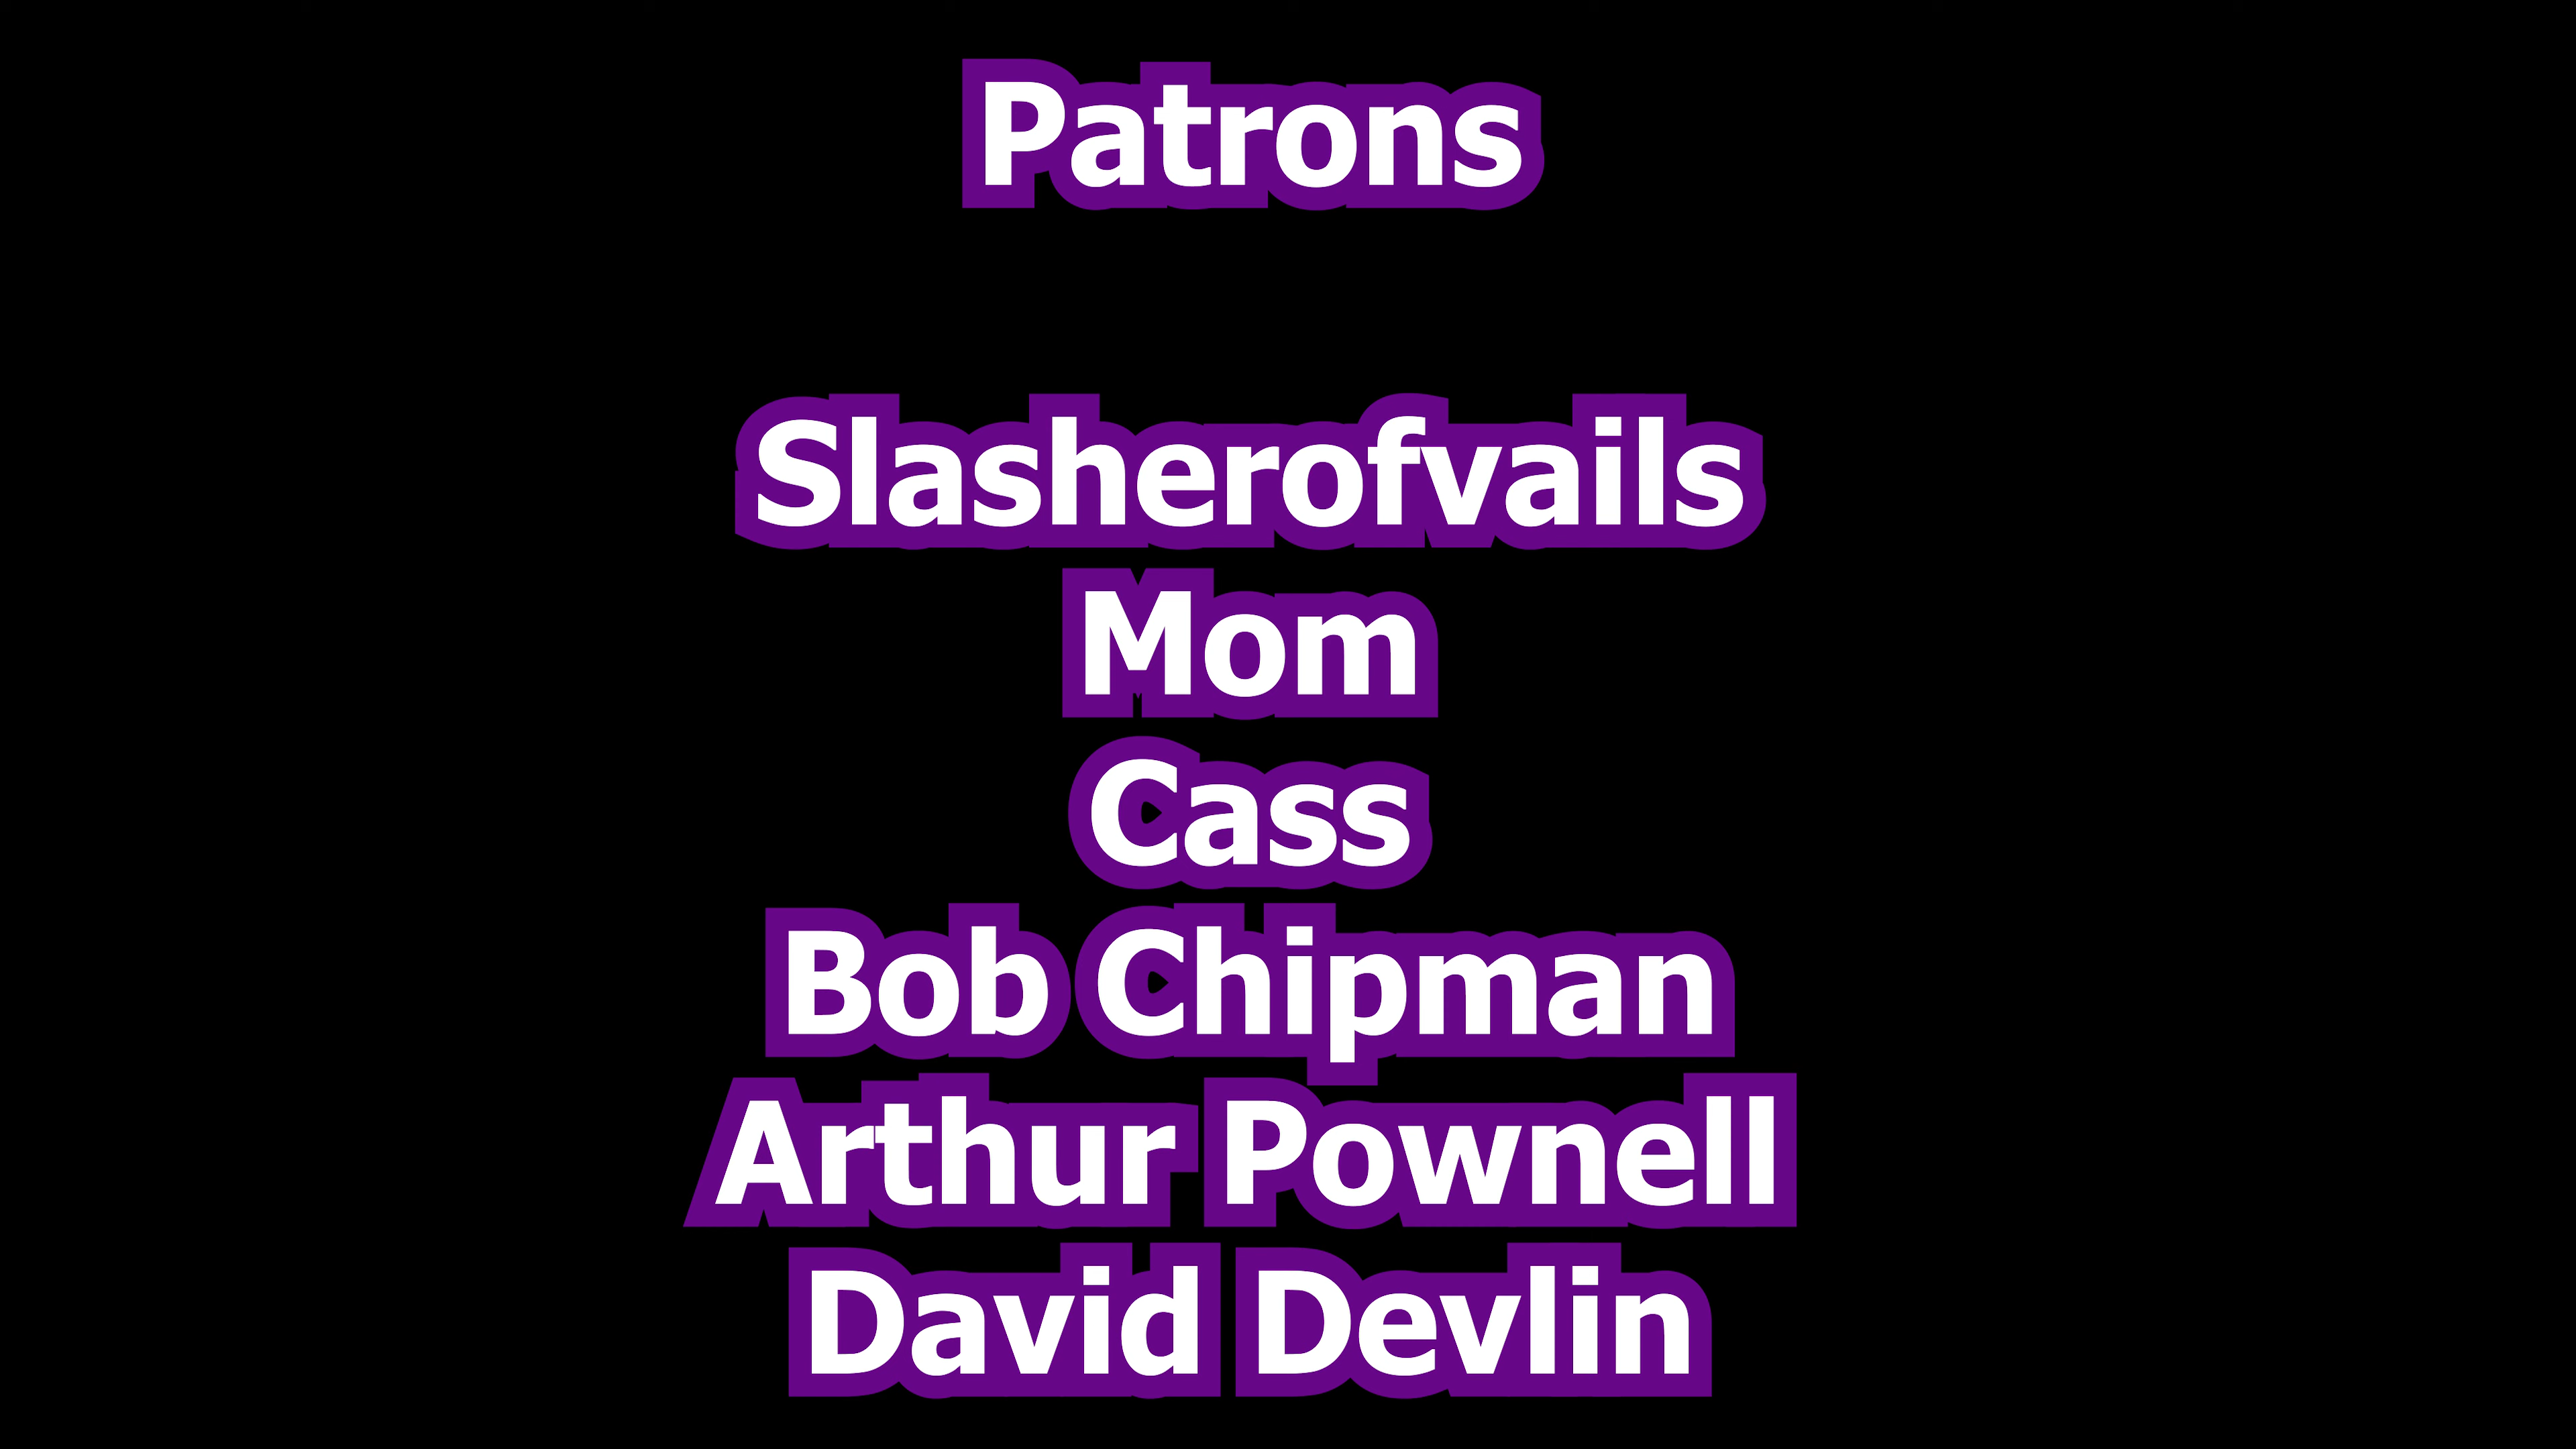 Patrons
Slasherofvails
Mom
Cass
Bob Chipman
Arthur Pownell
David Devlin